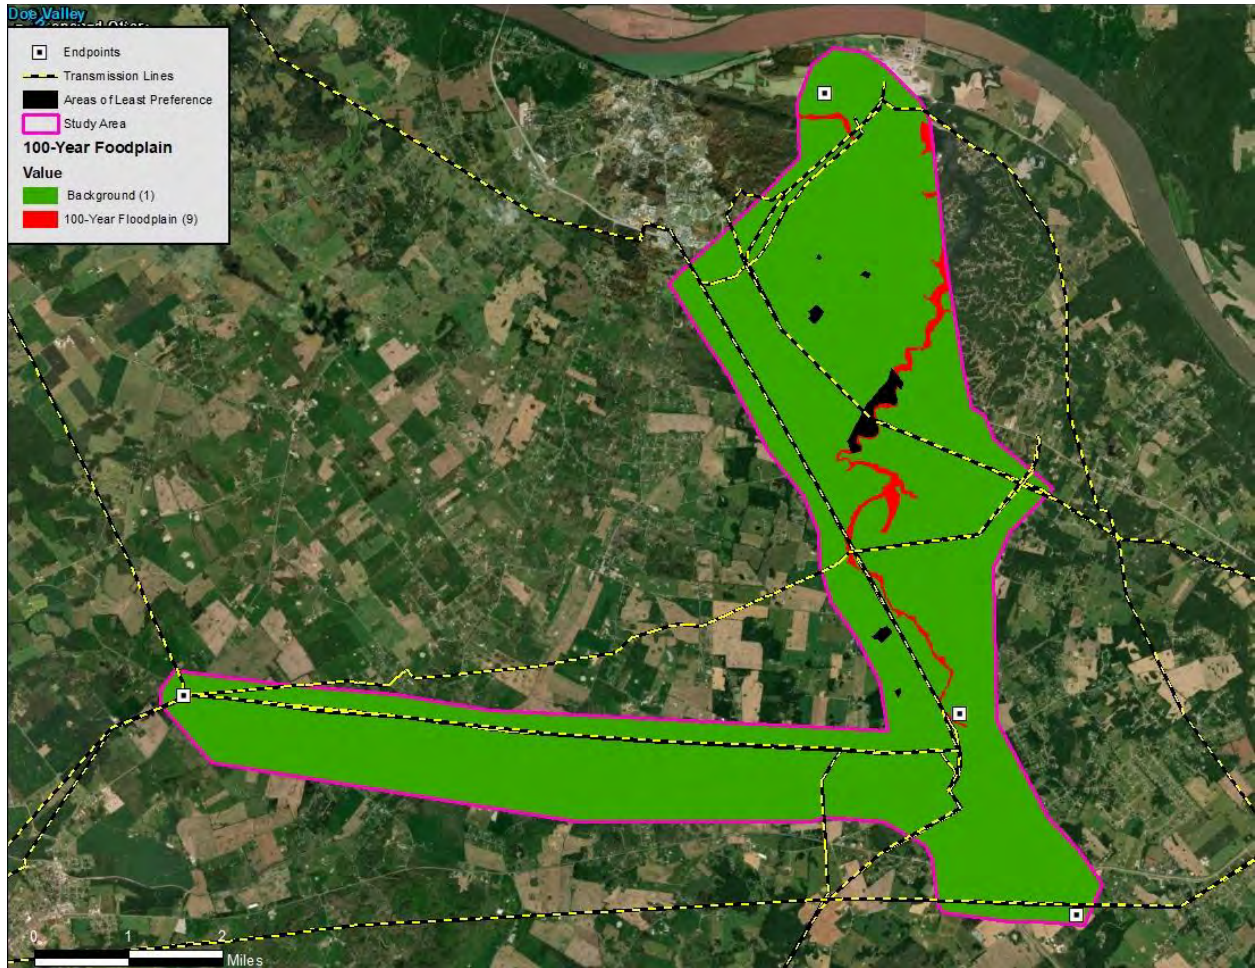 Doe Valley
Endpoints
Transmission Lines
Areas of Least Preference
Study Area
100-Year Foodplain
Value
Background (1)
100-Year Floodplain (9)
0 1 2
Miles